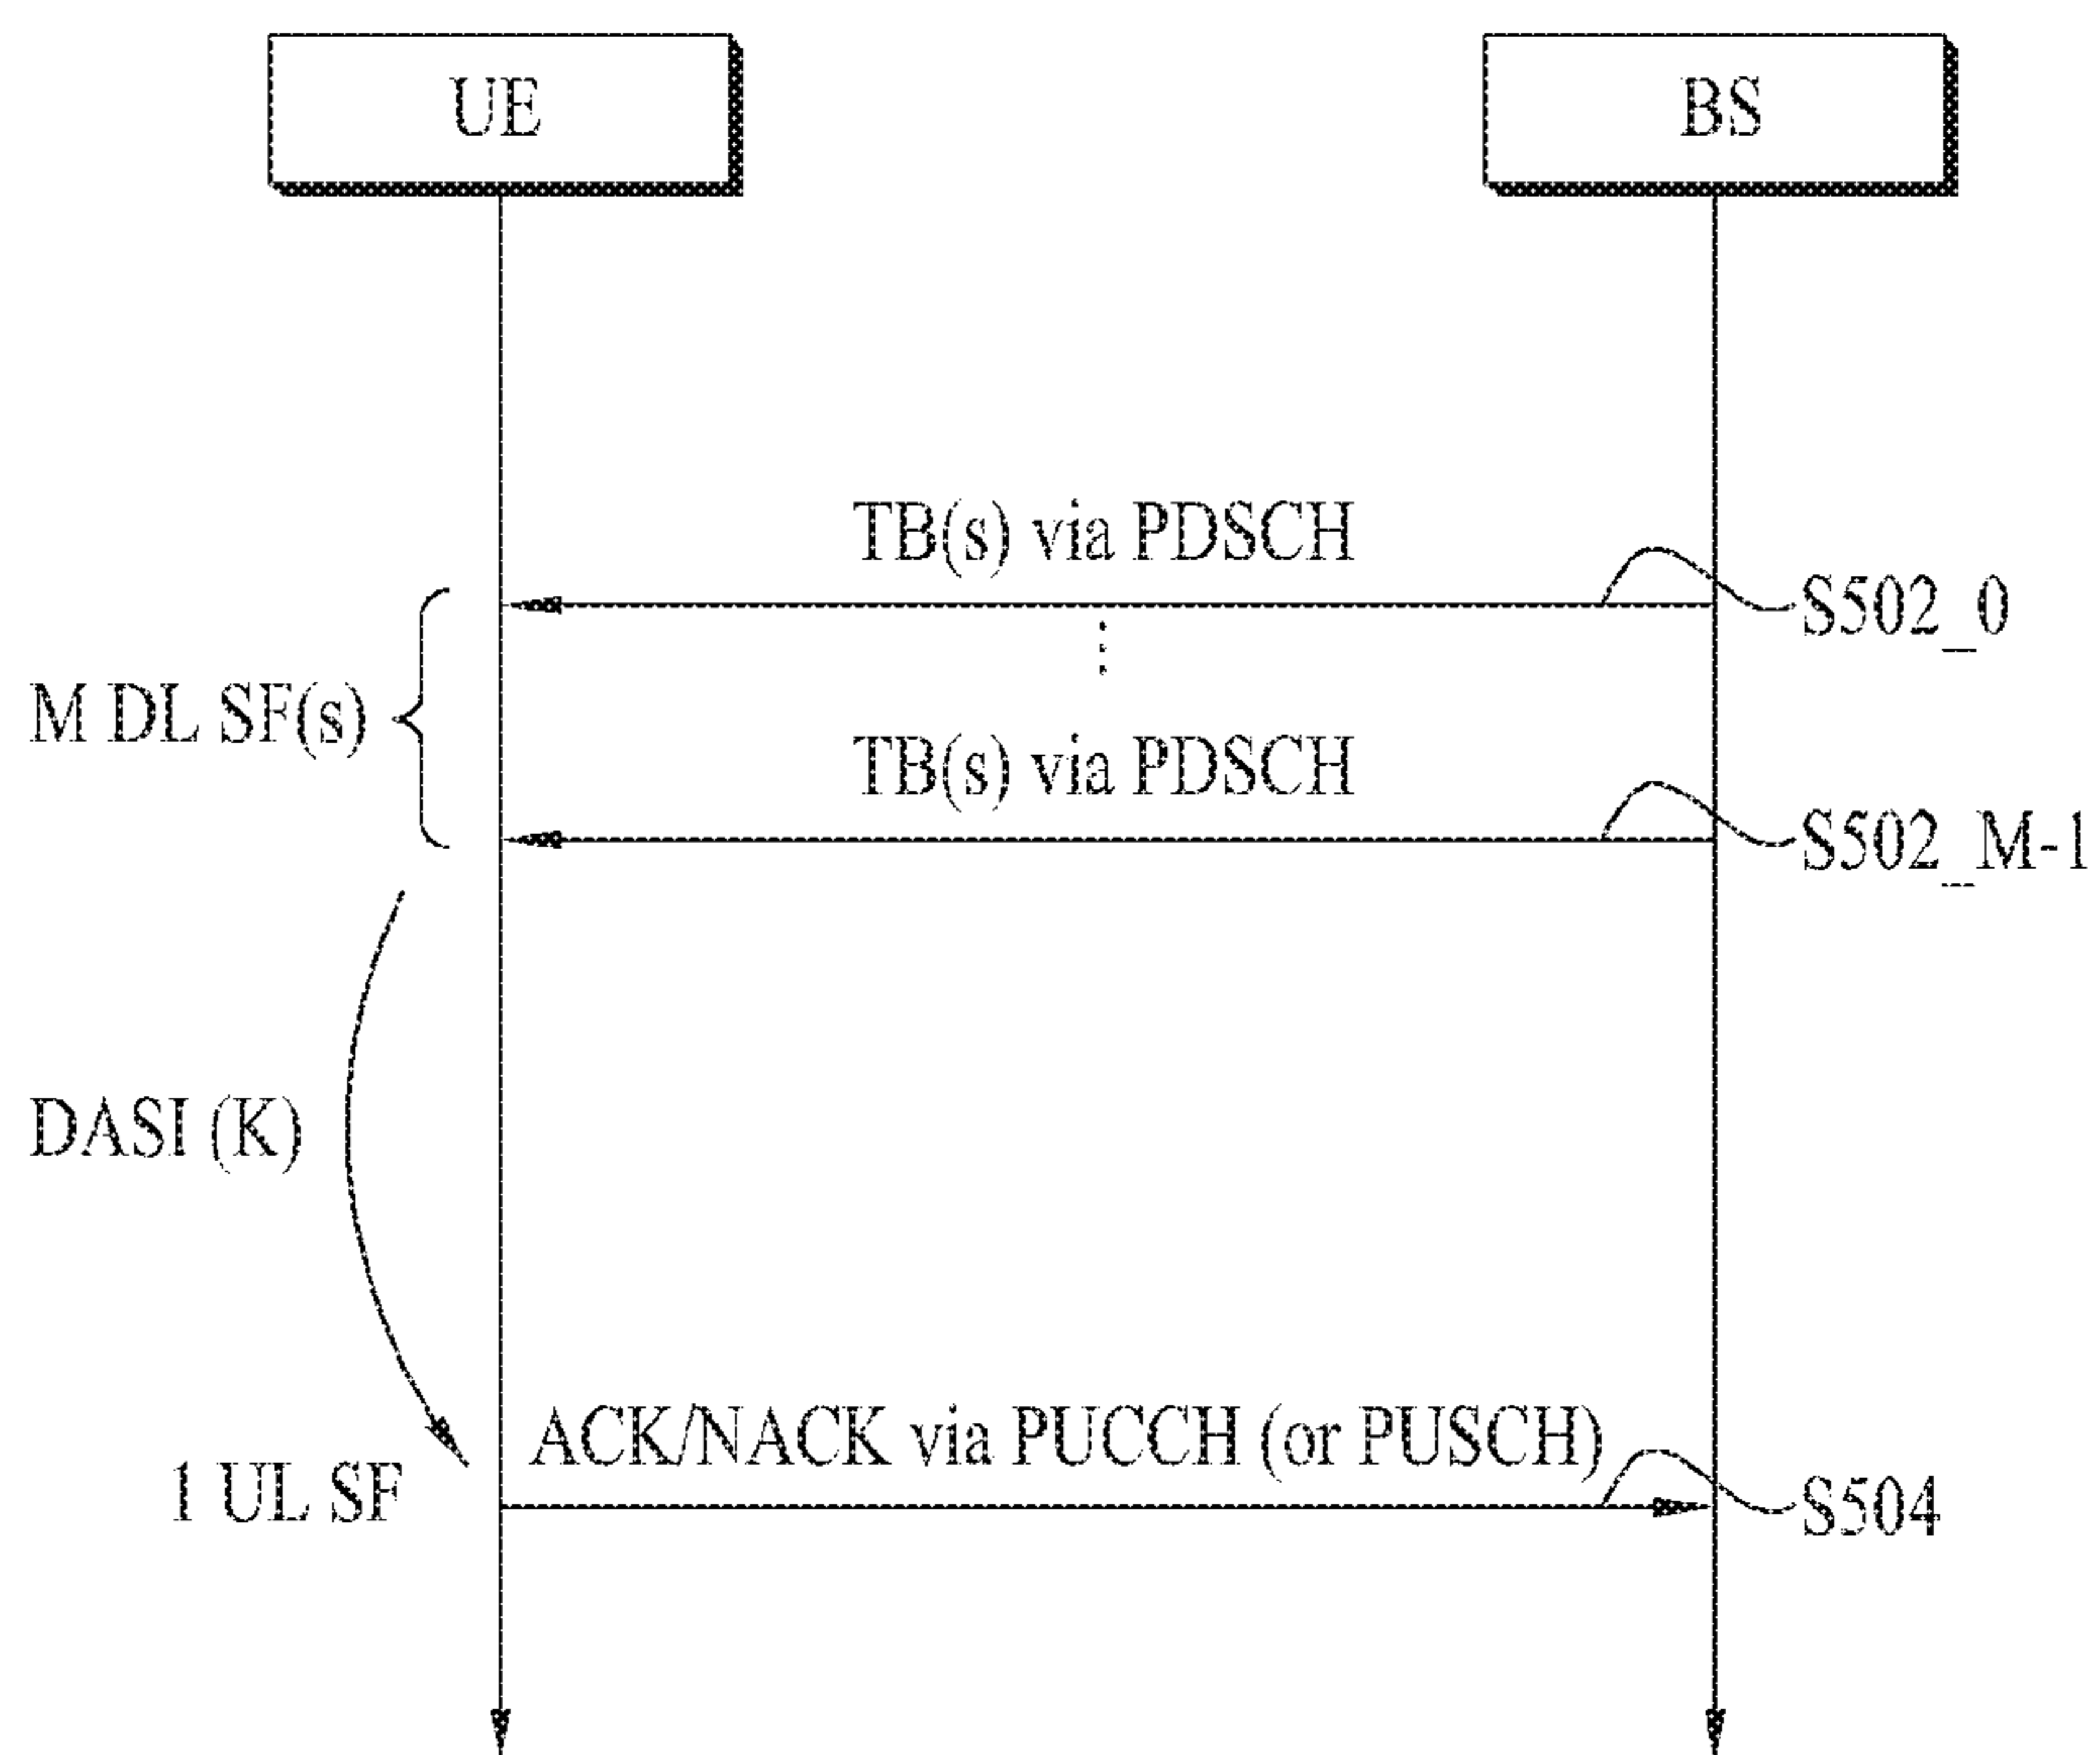 UE
BS
TB(s) via PDSCH
S502_0
M DL SF(s)
TB(s) via PDSCH
S502_M-1
DASI (K)
ACK/NACK via PUCCH (or PUSCH)
1 UL SF
S504